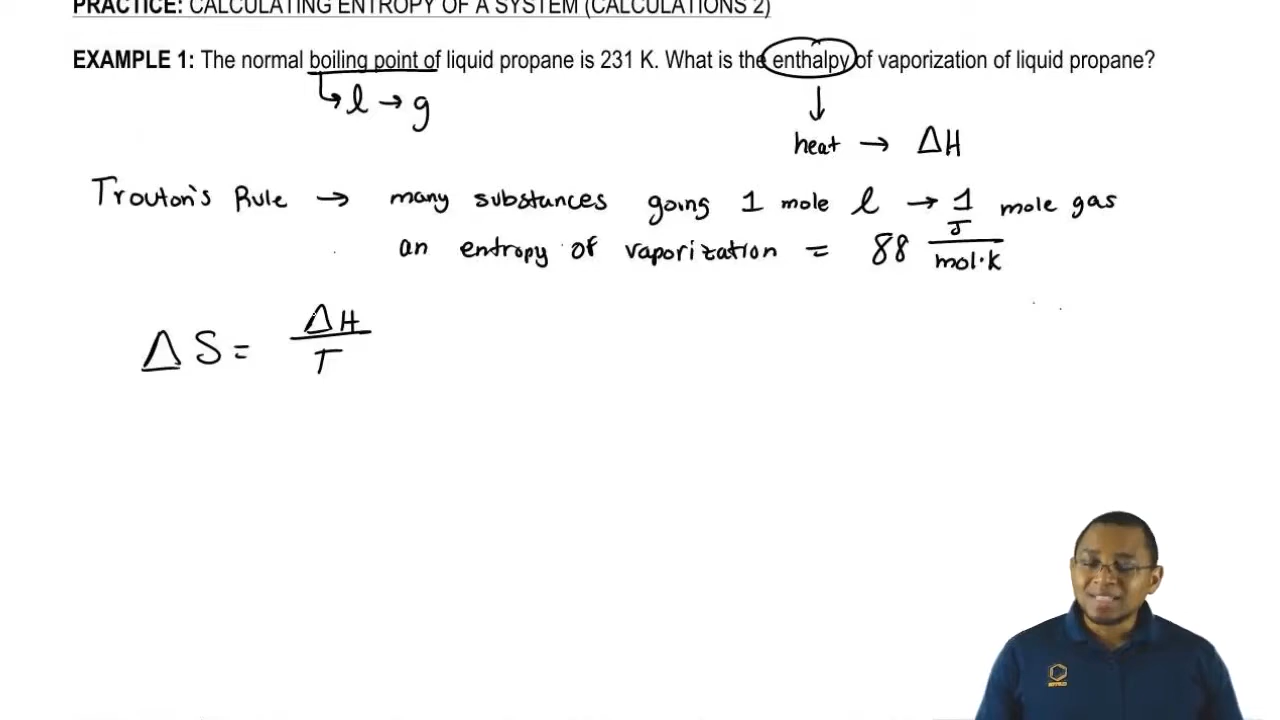 PRACTICE: CALCULATING ENTROPY OF A SYSTEM (CALCULATIONS 2)
EXAMPLE 1: The normal boiling point of liquid propane is 231 K. What is the enthalpy of vaporization of liquid propane?
l → g
heat → ΔH
Trouton's Rule → many substances going 1 mole l → 1 mole gas
an entropy of vaporization = 88 J/mol·K
ΔS = ΔH/T